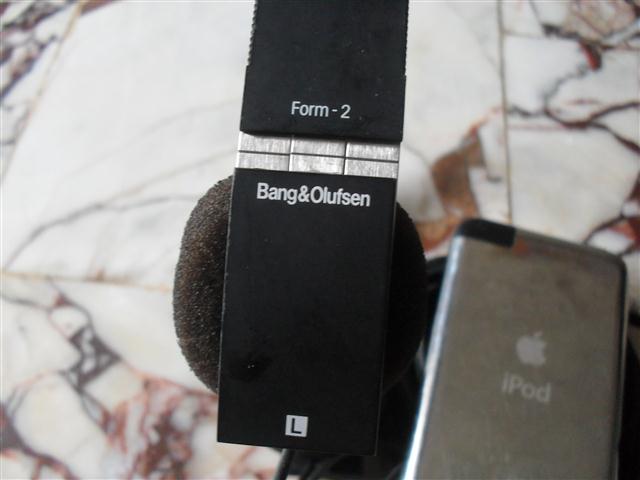 Form - 2
Bang&Olufsen
L
iPod